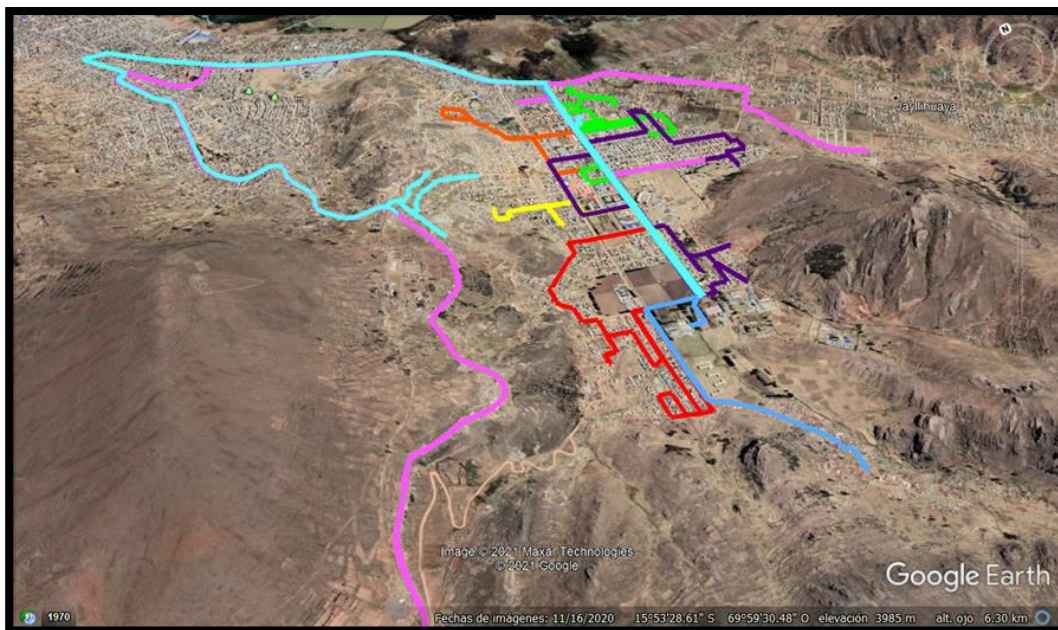 N
Jayllihuaya
Image © 2021 Maxar Technologies
© 2021 Google
Google Earth
1970
Fechas de imágenes: 11/16/2020 15°53'28.61" S 69°59'30.48" O elevación 3985 m alt. ojo 6:30 km